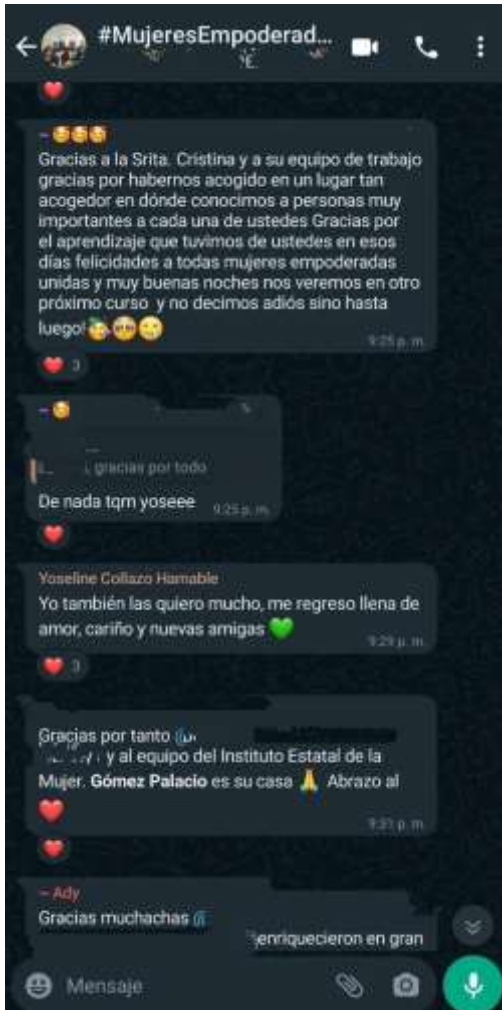 #MujeresEmpoderad...
Gracias a la Srita. Cristina y a su equipo de trabajo
gracias por habernos acogido en un lugar tan
acogedor en dónde conocimos a personas muy
importantes a cada una de ustedes Gracias por
el aprendizaje que tuvimos de ustedes en esos
días felicidades a todas mujeres empoderadas
unidas y muy buenas noches nos veremos en otro
próximo curso y no decimos adiós sino hasta
luego!
9:25 p. m.
3
gracias por todo
De nada tqm yoseee
9:25 p. m.
Yoseline Collazo Hamable
Yo también las quiero mucho, me regreso llena de
amor, cariño y nuevas amigas 💚
9:29 p. m.
3
Gracias por tanto
y al equipo del Instituto Estatal de la
Mujer. Gómez Palacio es su casa 🙏 Abrazo al
❤️
9:31 p. m.
~ Ady
Gracias muchachas
enriquecieron en gran
Mensaje